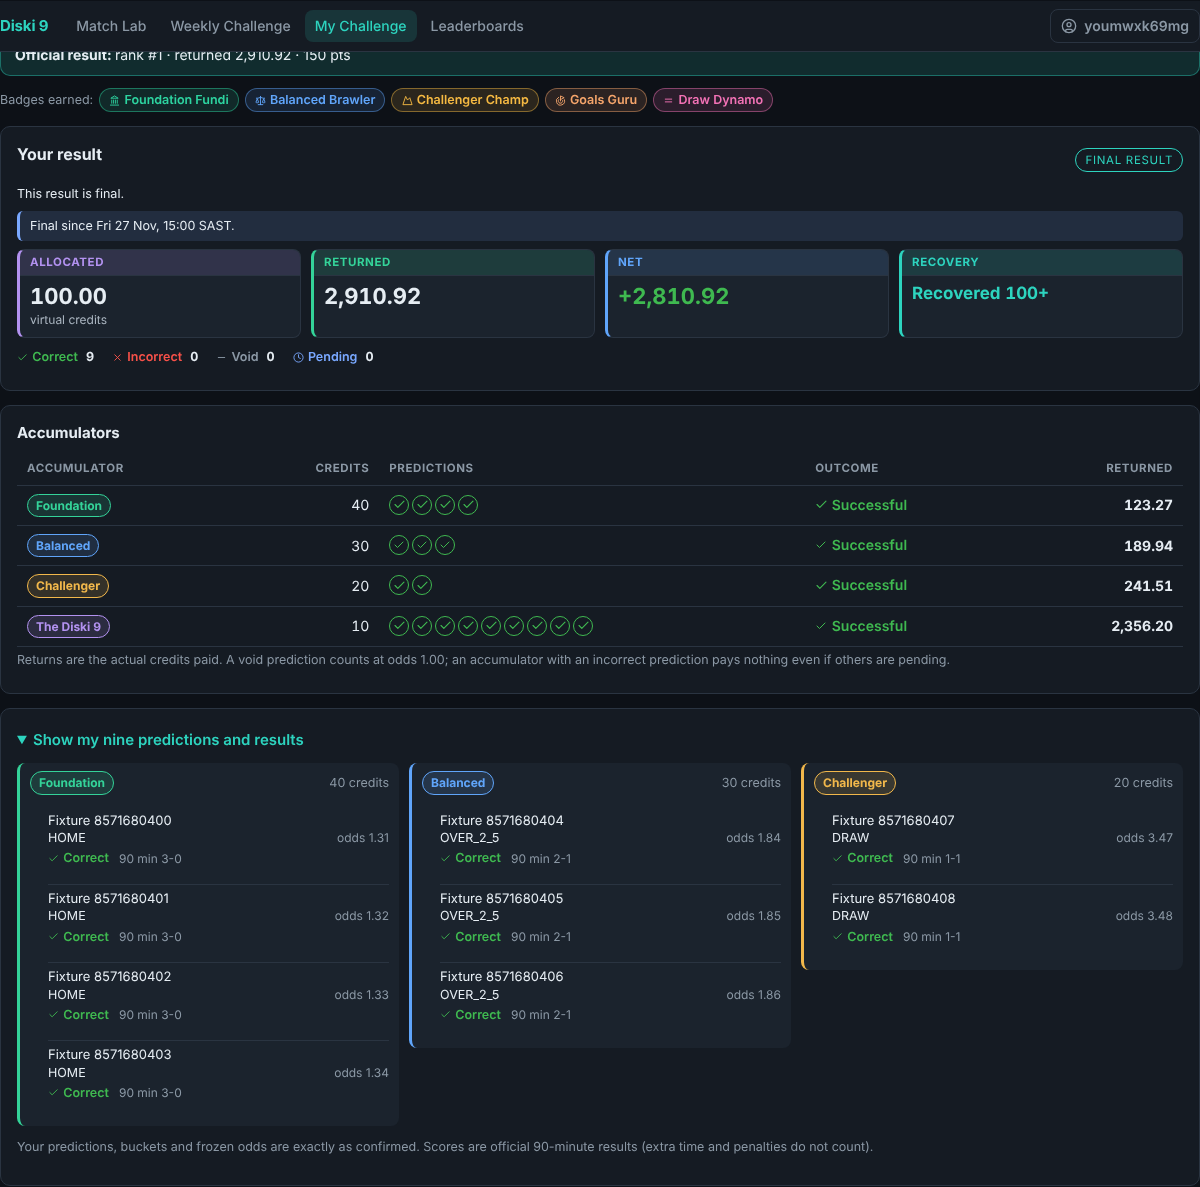 Diski 9 Match Lab Weekly Challenge My Challenge Leaderboards youmwxk69mg
Official result: rank #1 · returned 2,910.92 · 150 pts
Badges earned: Foundation Fundi Balanced Brawler Challenger Champ Goals Guru Draw Dynamo
Your result
FINAL RESULT
This result is final.
Final since Fri 27 Nov, 15:00 SAST.
ALLOCATED
100.00
virtual credits
RETURNED
2,910.92
NET
+2,810.92
RECOVERY
Recovered 100+
Correct 9 Incorrect 0 Void 0 Pending 0
Accumulators
ACCUMULATOR CREDITS PREDICTIONS OUTCOME RETURNED
Foundation 40 Successful 123.27
Balanced 30 Successful 189.94
Challenger 20 Successful 241.51
The Diski 9 10 Successful 2,356.20
Returns are the actual credits paid. A void prediction counts at odds 1.00; an accumulator with an incorrect prediction pays nothing even if others are pending.
Show my nine predictions and results
Foundation 40 credits
Fixture 8571680400
HOME odds 1.31
Correct 90 min 3-0
Fixture 8571680401
HOME odds 1.32
Correct 90 min 3-0
Fixture 8571680402
HOME odds 1.33
Correct 90 min 3-0
Fixture 8571680403
HOME odds 1.34
Correct 90 min 3-0
Balanced 30 credits
Fixture 8571680404
OVER_2_5 odds 1.84
Correct 90 min 2-1
Fixture 8571680405
OVER_2_5 odds 1.85
Correct 90 min 2-1
Fixture 8571680406
OVER_2_5 odds 1.86
Correct 90 min 2-1
Challenger 20 credits
Fixture 8571680407
DRAW odds 3.47
Correct 90 min 1-1
Fixture 8571680408
DRAW odds 3.48
Correct 90 min 1-1
Your predictions, buckets and frozen odds are exactly as confirmed. Scores are official 90-minute results (extra time and penalties do not count).